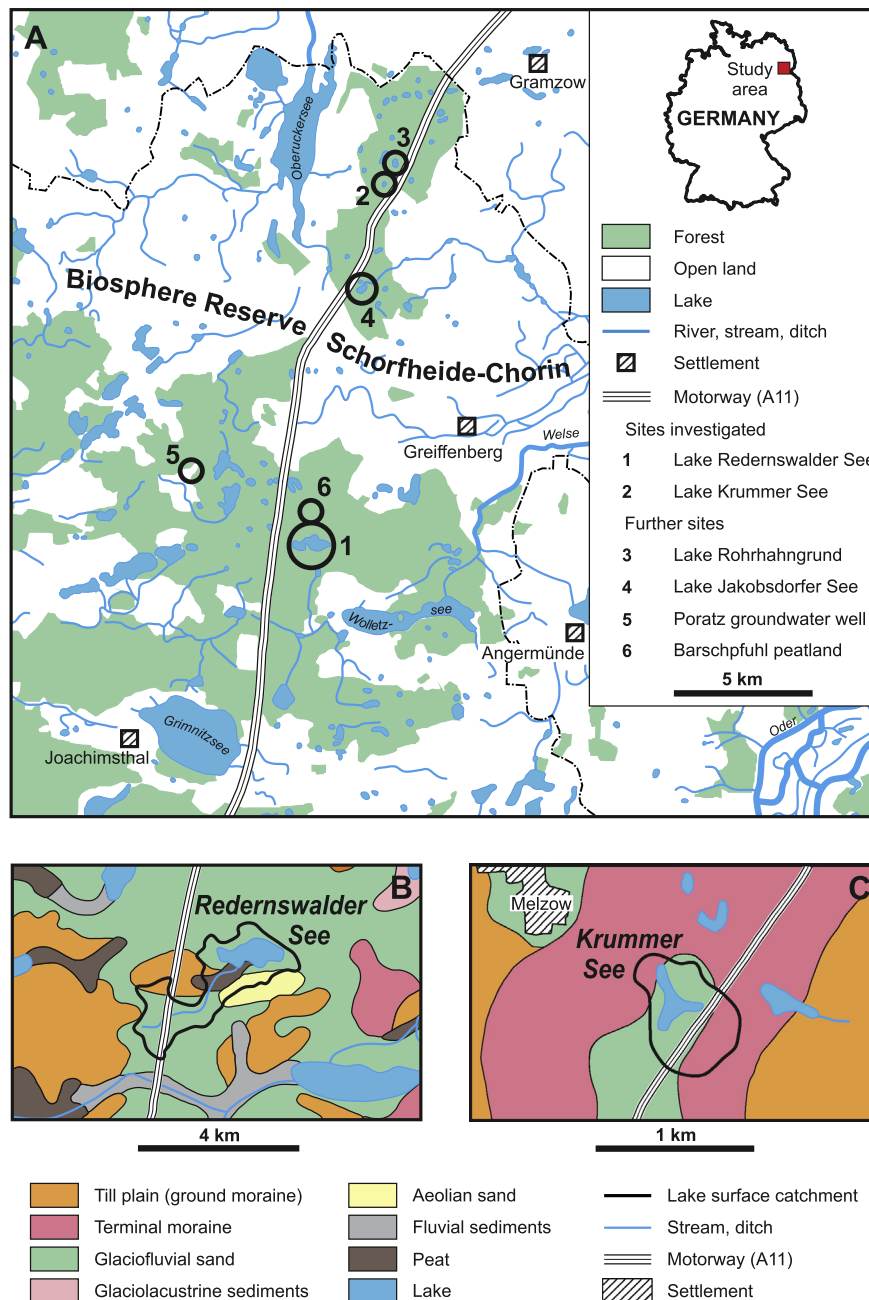 A
Gramzow
Oberuckersee
3
2
4
Biosphere Reserve
Schorfheide-Chorin
Greiffenberg
Welse
5
6
1
Wolletz-
see
Angermünde
Grimnitzsee
Joachimsthal
Oder
Study
area
GERMANY
Forest
Open land
Lake
River, stream, ditch
Settlement
Motorway (A11)
Sites investigated
1 Lake Redernswalder See
2 Lake Krummer See
Further sites
3 Lake Rohrhahngrund
4 Lake Jakobsdorfer See
5 Poratz groundwater well
6 Barschpfuhl peatland
5 km
B
Redernswalder
See
4 km
C
Melzow
Krummer
See
1 km
Till plain (ground moraine)
Terminal moraine
Glaciofluvial sand
Glaciolacustrine sediments
Aeolian sand
Fluvial sediments
Peat
Lake
Lake surface catchment
Stream, ditch
Motorway (A11)
Settlement